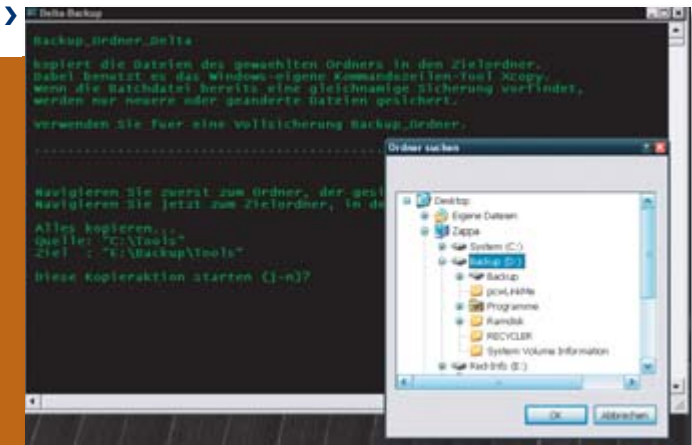 Delta-Backup
Backup_Ordner_Delta
kopiert die Dateien des gewaehlten Ordners in den Zielordner.
Dabei benutzt es das Windows-eigene Kommandozeilen-Tool Xcopy.
Wenn die Batchdatei bereits eine gleichnamige Sicherung vorfindet,
werden nur neuere oder geänderte Dateien gesichert.
Verwenden Sie fuer eine Vollsicherung Backup_Ordner.
Navigieren Sie zuerst zum Ordner, der
Navigieren Sie jetzt zum Zielordner, in
Alles kopieren...
Quelle: "C:\Tools"
Ziel : "E:\Backup\Tools"
Diese Kopieraktion starten (j-n)?
Ordner suchen
Desktop
Eigene Dateien
Zappa
System (C:)
Backup (D:)
Backup
pcwLinkMe
Programme
Ramdisk
RECYCLER
System Volume Information
Red-Info (E:)
OK
Abbrechen